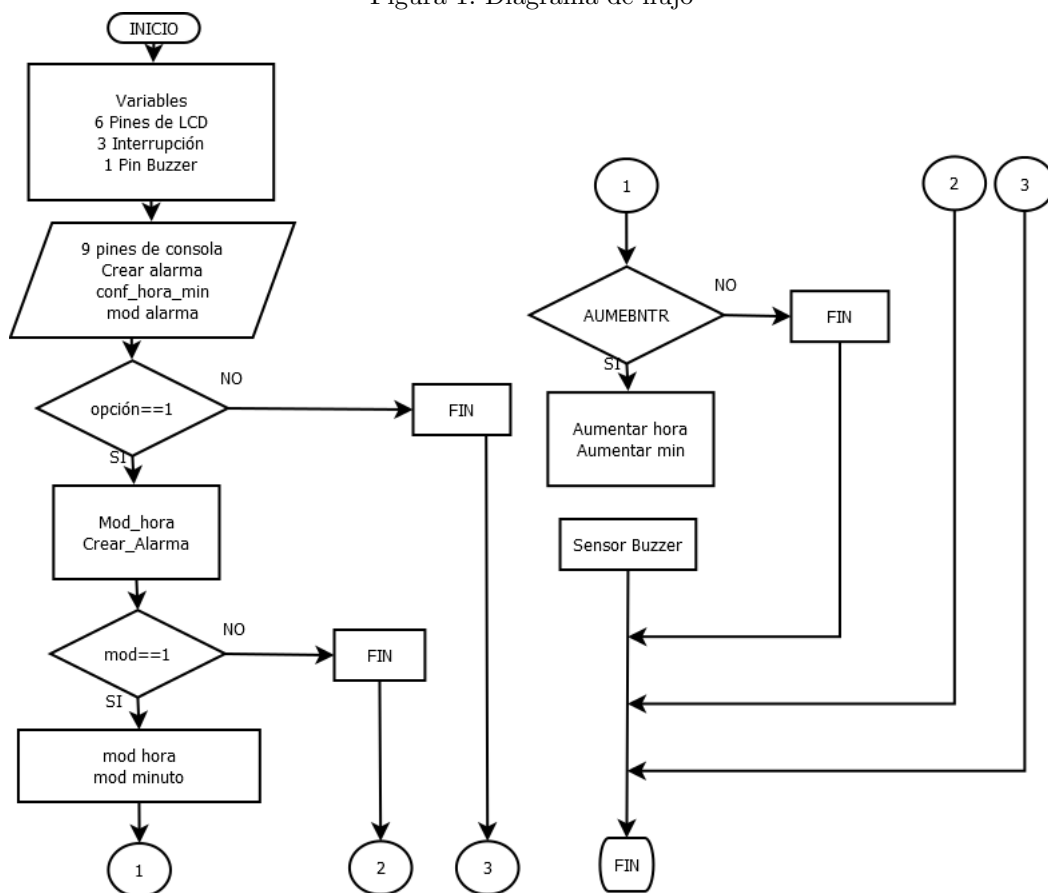 Figura 1: Diagrama de flujo
INICIO
Variables
6 Pines de LCD
3 Interrupción
1 Pin Buzzer
9 pines de consola
Crear alarma
conf_hora_min
mod alarma
opción==1
NO
FIN
SI
Mod_hora
Crear_Alarma
mod==1
NO
FIN
SI
mod hora
mod minuto
1
2
3
1
2
3
AUMEBNTR
NO
FIN
SI
Aumentar hora
Aumentar min
Sensor Buzzer
FIN